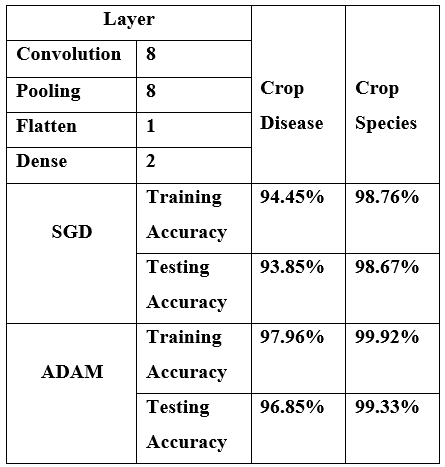 Layer
Convolution 8
Pooling 8
Flatten 1
Dense 2
Crop
Disease
Crop
Species
SGD
Training
Accuracy
94.45% 98.76%
Testing
Accuracy
93.85% 98.67%
ADAM
Training
Accuracy
97.96% 99.92%
Testing
Accuracy
96.85% 99.33%